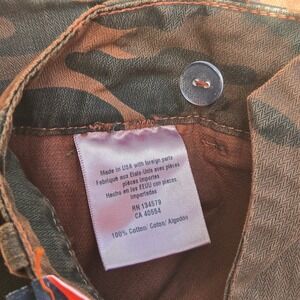 Made in USA with foreign parts
Fabriqué aux Etats-Unis avec
pièces importées
Hecho en los EEUU con piezas
importadas
RN 134579
CA 40554
100% Cotton/ Coton/ Algodón